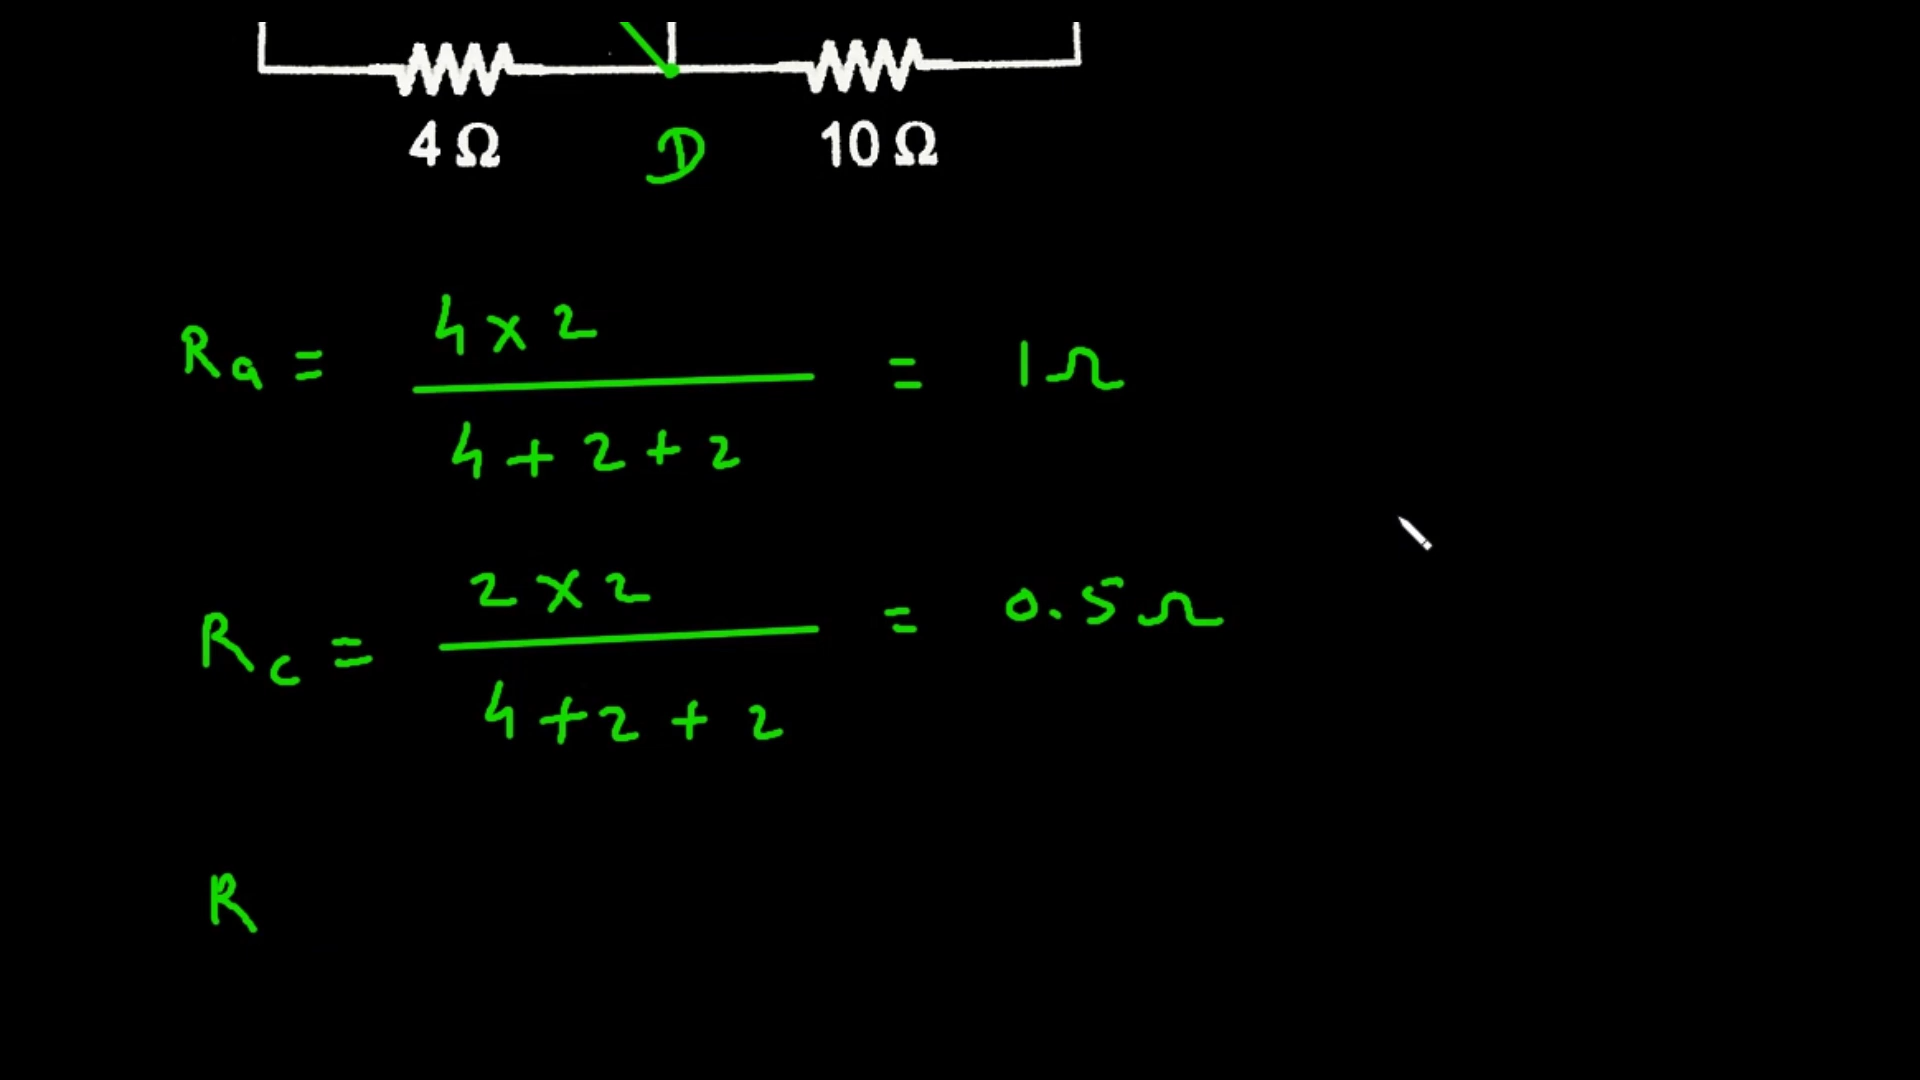 4 Ω D 10 Ω
Ra = 4 x 2 / 4 + 2 + 2 = 1 Ω
Rc = 2 x 2 / 4 + 2 + 2 = 0.5 Ω
R